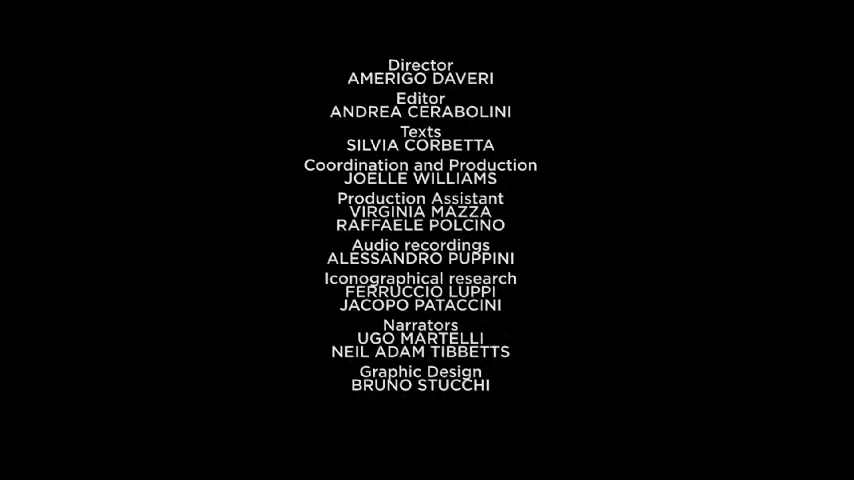 Director
AMERIGO DAVERI
Editor
ANDREA CERABOLINI
Texts
SILVIA CORBETTA
Coordination and Production
JOELLE WILLIAMS
Production Assistant
VIRGINIA MAZZA
RAFFAELE POLCINO
Audio recordings
ALESSANDRO PUPPINI
Iconographical research
FERRUCCIO LUPPI
JACOPO PATACCINI
Narrators
UGO MARTELLI
NEIL ADAM TIBBETTS
Graphic Design
BRUNO STUCCHI